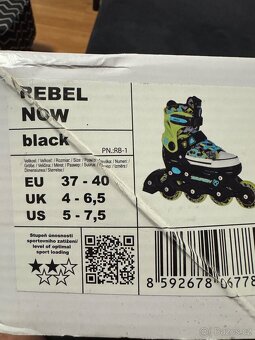 REBEL
NOW
black
PN.:RB-1
EU 37 - 40
UK 4 - 6,5
US 5 - 7,5
Stupeň únosnosti
sportovního zatížení
level of optimal
sport loading
8 592678 06778